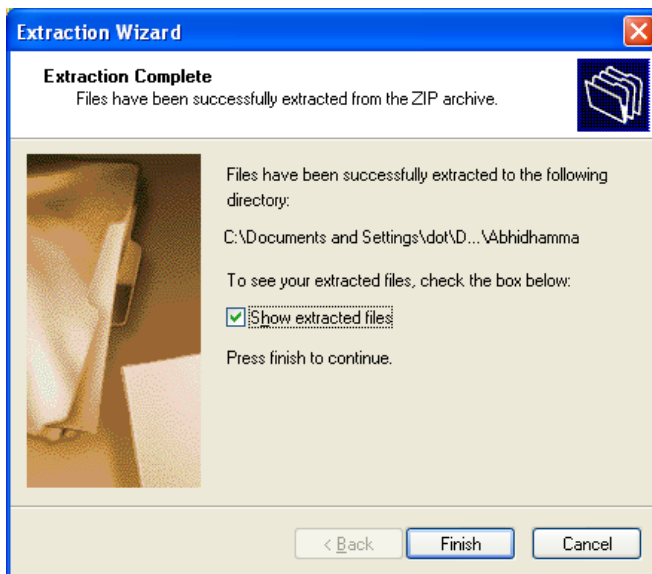 Extraction Wizard
Extraction Complete
Files have been successfully extracted from the ZIP archive.
Files have been successfully extracted to the following
directory:
C:\Documents and Settings\dot\D...\Abhidhamma
To see your extracted files, check the box below:
Show extracted files
Press finish to continue.
< Back
Finish
Cancel